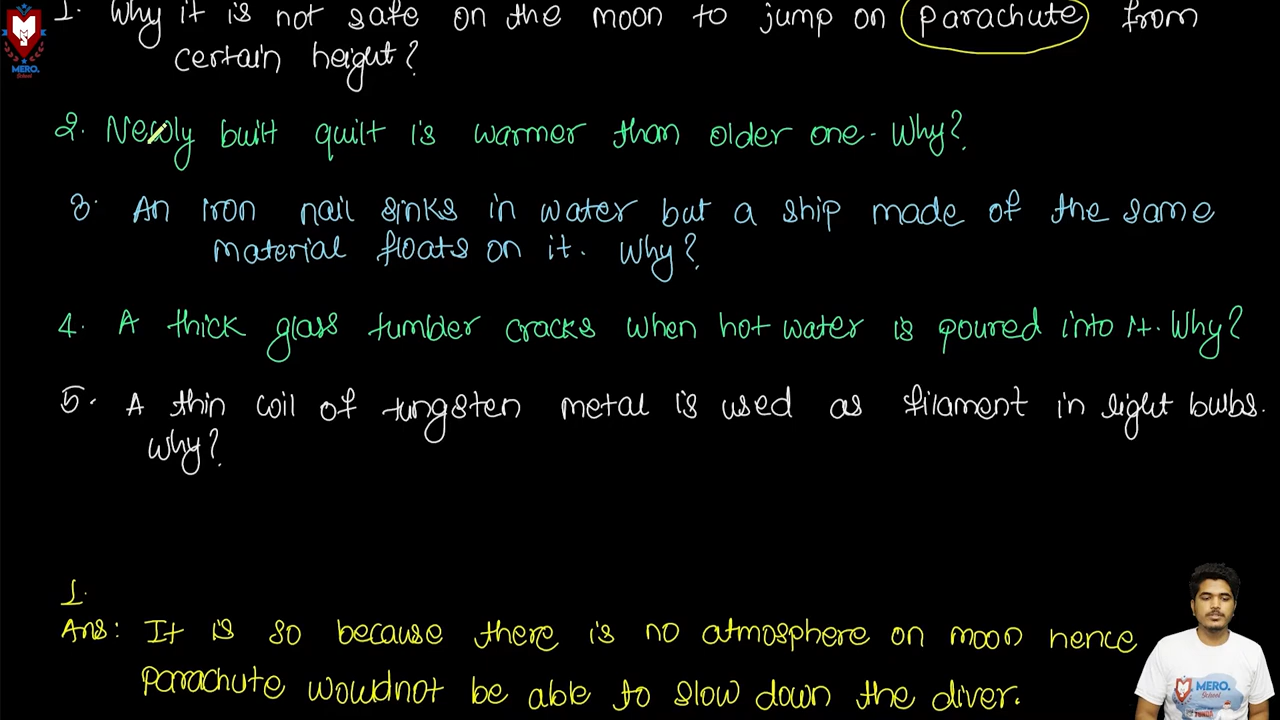 1. Why it is not safe on the moon to jump on parachute from
certain height?
MERO.
School
2. Newly built quilt is warmer than older one. Why?
3. An iron nail sinks in water but a ship made of the same
material floats on it. Why?
4. A thick glass tumbler cracks when hot water is poured into it. Why?
5. A thin coil of tungsten metal is used as filament in light bulbs.
Why?
1.
Ans: It is so because there is no atmosphere on moon hence
parachute wouldnot be able to slow down the diver.
MERO.
School